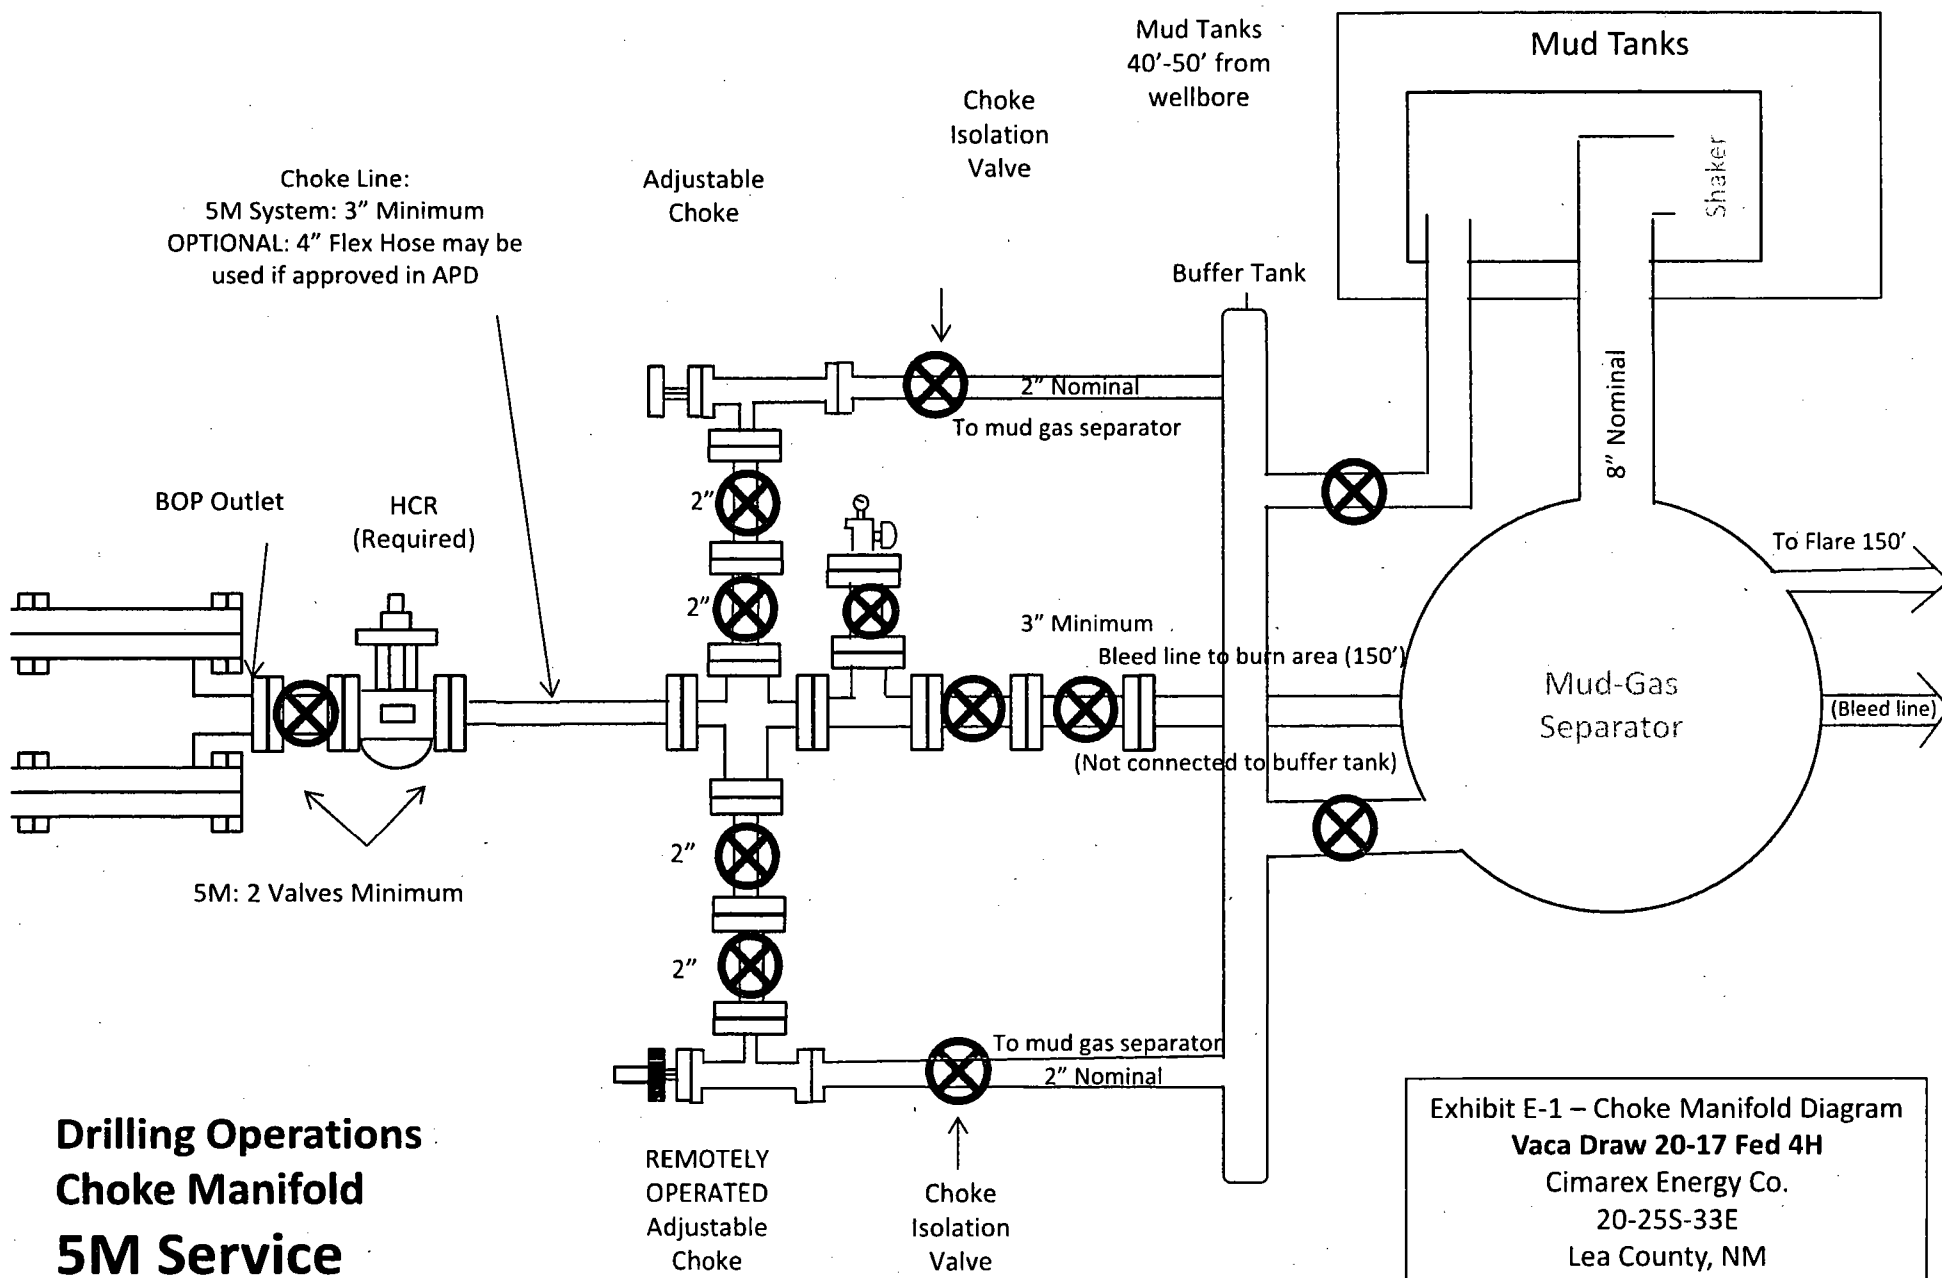 Mud Tanks
40'-50' from
wellbore
Mud Tanks
Shaker
Choke
Isolation
Valve
Choke Line:
5M System: 3" Minimum
OPTIONAL: 4" Flex Hose may be
used if approved in APD
Adjustable
Choke
Buffer Tank
2" Nominal
To mud gas separator
8" Nominal
BOP Outlet
HCR
(Required)
2"
2"
To Flare 150'
3" Minimum
Bleed line to burn area (150')
Mud-Gas
Separator
(Bleed line)
(Not connected to buffer tank)
5M: 2 Valves Minimum
2"
2"
To mud gas separator
2" Nominal
REMOTELY
OPERATED
Adjustable
Choke
Choke
Isolation
Valve
Drilling Operations
Choke Manifold
5M Service
Exhibit E-1 – Choke Manifold Diagram
Vaca Draw 20-17 Fed 4H
Cimarex Energy Co.
20-25S-33E
Lea County, NM